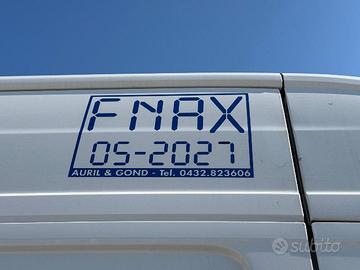 FNAX
05-2027
AURIL & GOND - Tel. 0432.823606
subito